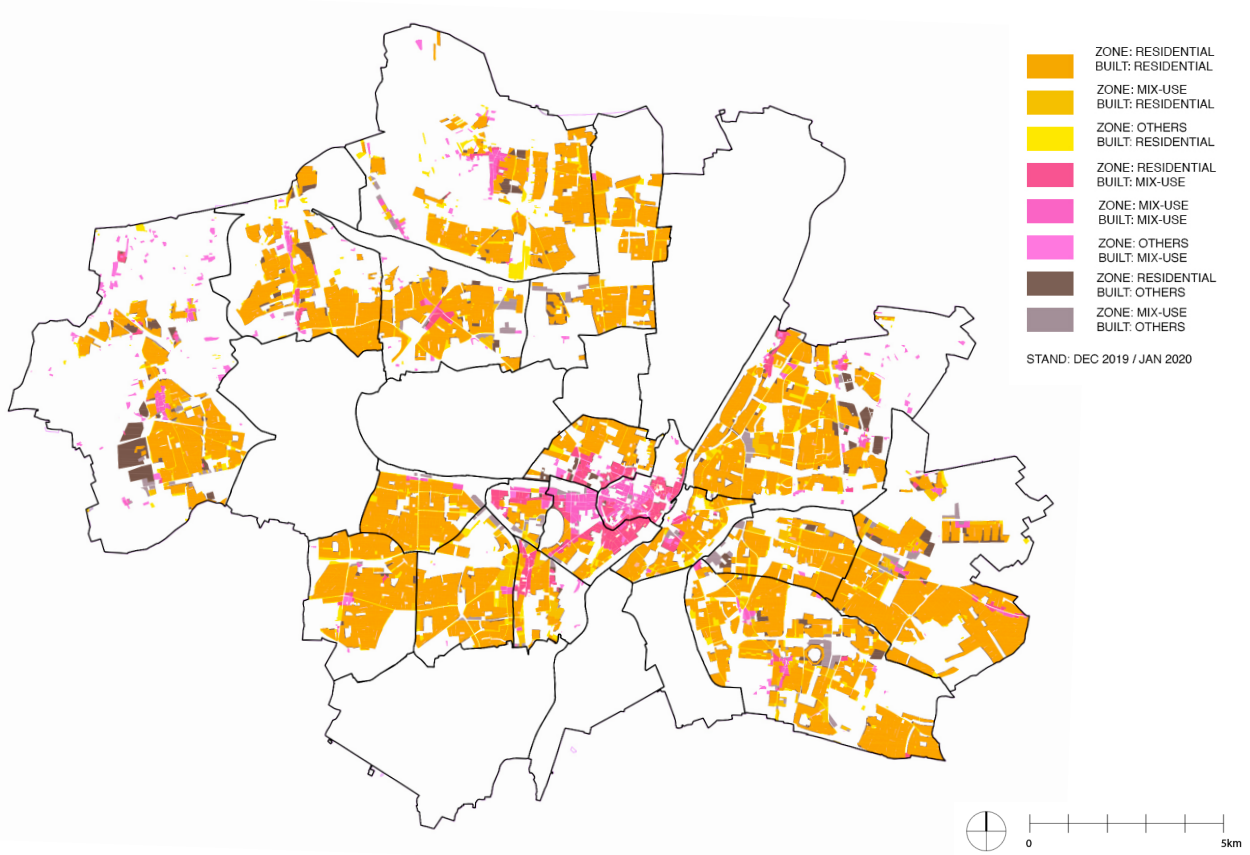 ZONE: RESIDENTIAL
BUILT: RESIDENTIAL
ZONE: MIX-USE
BUILT: RESIDENTIAL
ZONE: OTHERS
BUILT: RESIDENTIAL
ZONE: RESIDENTIAL
BUILT: MIX-USE
ZONE: MIX-USE
BUILT: MIX-USE
ZONE: OTHERS
BUILT: MIX-USE
ZONE: RESIDENTIAL
BUILT: OTHERS
ZONE: MIX-USE
BUILT: OTHERS
STAND: DEC 2019 / JAN 2020
0 5km